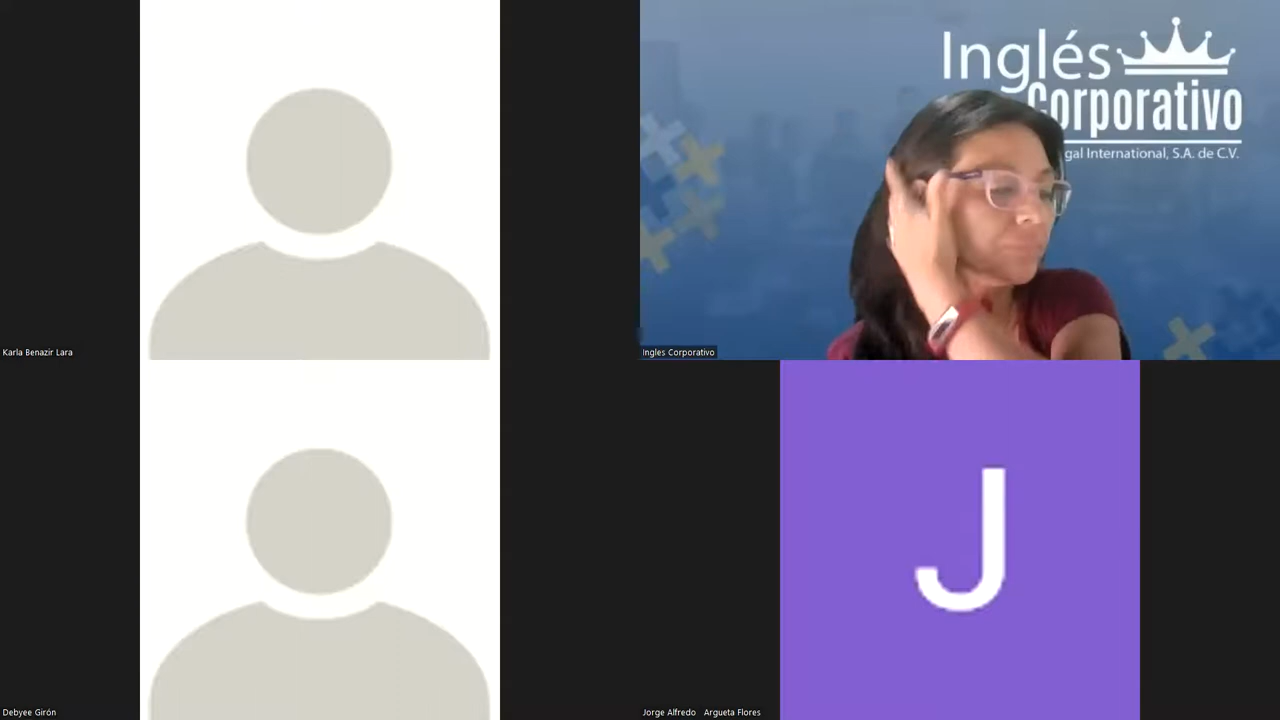 Karla Benazir Lara
Inglés
Corporativo
gal International, S.A. de C.V.
Ingles Corporativo
Debyee Girón
J
Jorge Alfredo Argueta Flores